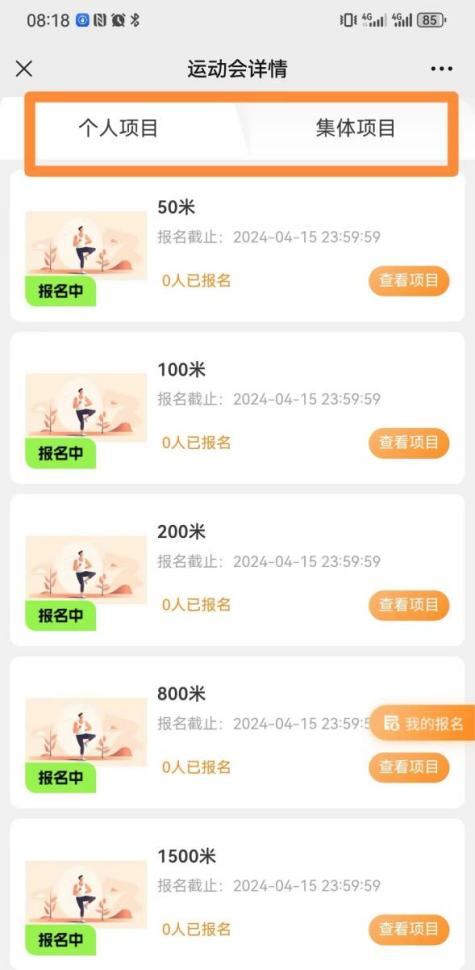 08:18
4G 4G 85
运动会详情
个人项目 集体项目
50米
报名截止：2024-04-15 23:59:59
报名中
0人已报名
查看项目
100米
报名截止：2024-04-15 23:59:59
报名中
0人已报名
查看项目
200米
报名截止：2024-04-15 23:59:59
报名中
0人已报名
查看项目
800米
报名截止：2024-04-15 23:59:5
我的报名
报名中
0人已报名
查看项目
1500米
报名截止：2024-04-15 23:59:59
报名中
0人已报名
查看项目